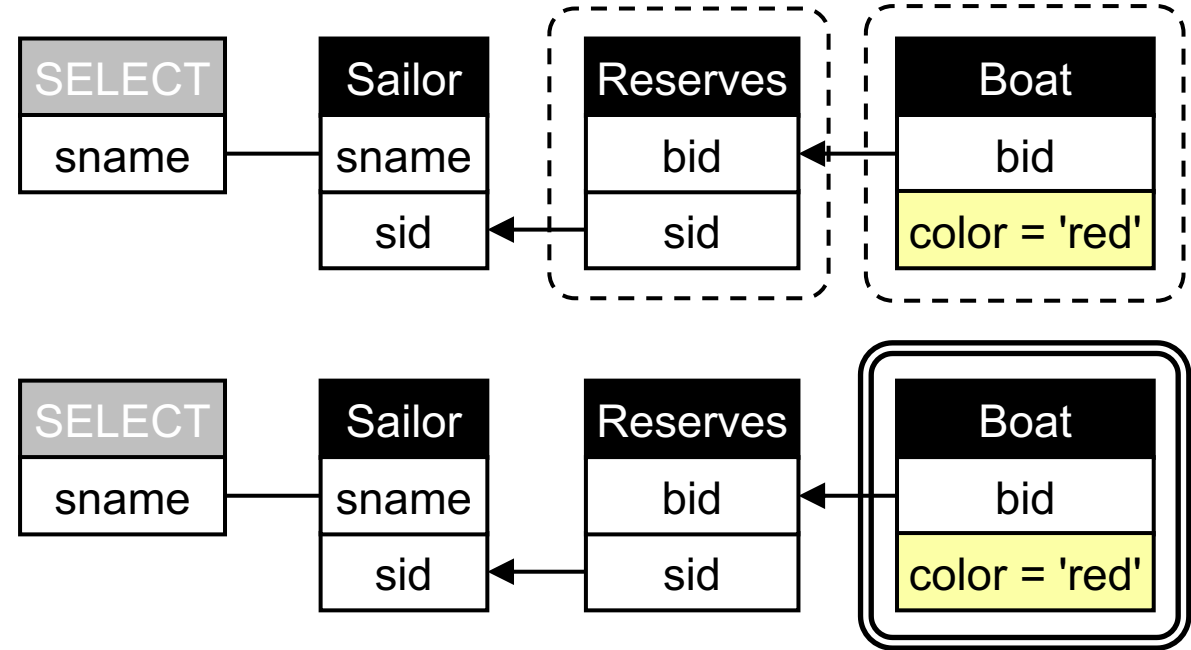 SELECT Sailor Reserves Boat
sname sname bid bid
sid sid color = 'red'
SELECT Sailor Reserves Boat
sname sname bid bid
sid sid color = 'red'